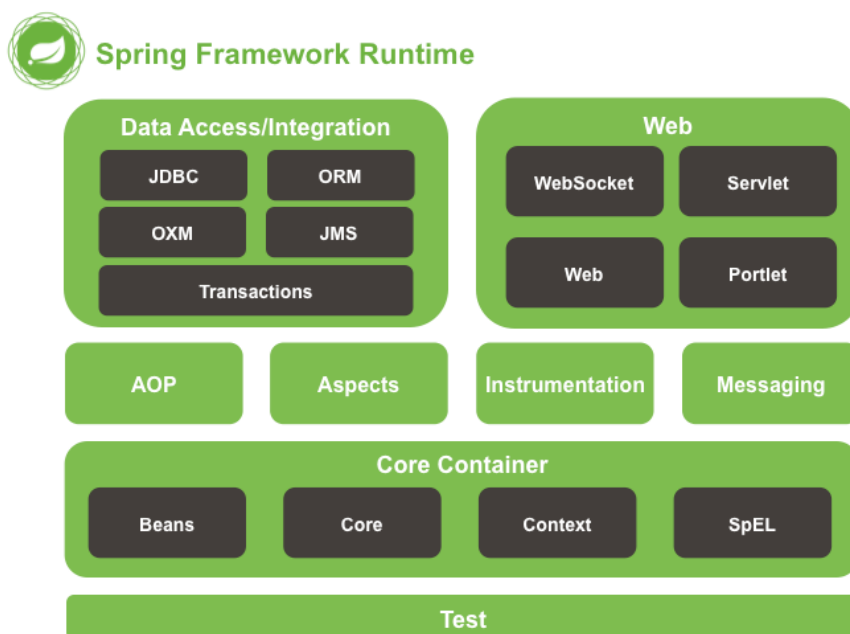 Spring Framework Runtime
Data Access/Integration
JDBC
ORM
OXM
JMS
Transactions
Web
WebSocket
Servlet
Web
Portlet
AOP
Aspects
Instrumentation
Messaging
Core Container
Beans
Core
Context
SpEL
Test